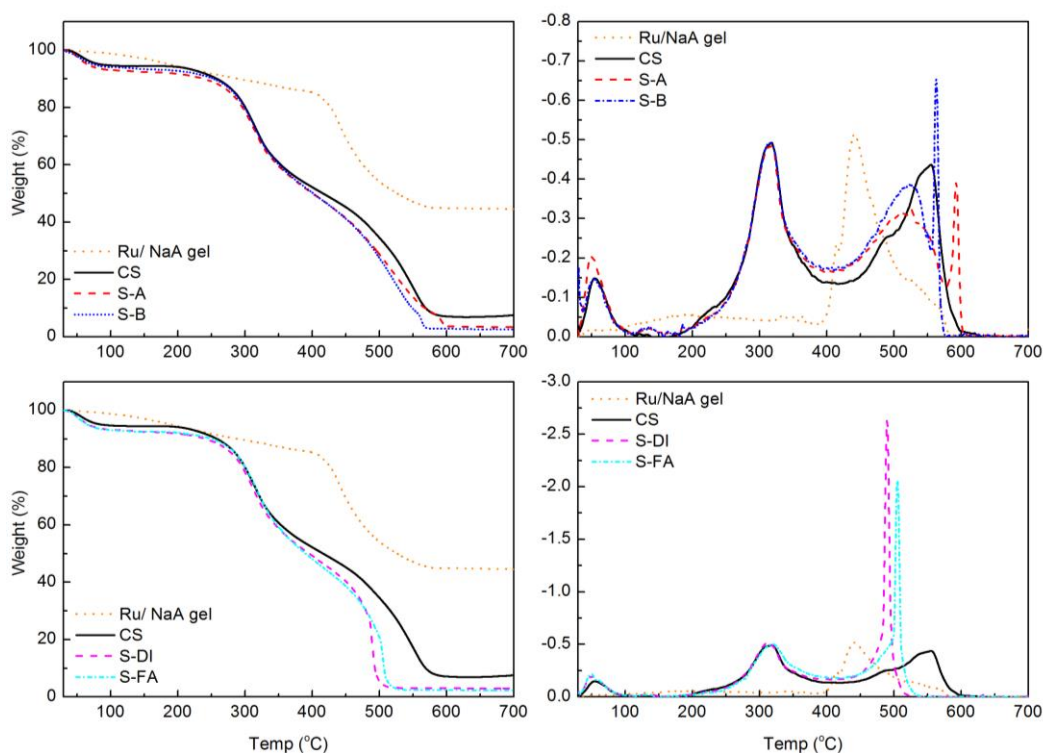 100
80
60
40
20
0
Weight (%)
Ru/ NaA gel
CS
S-A
S-B
100 200 300 400 500 600 700
-0.8
-0.7
-0.6
-0.5
-0.4
-0.3
-0.2
-0.1
0.0
Ru/NaA gel
CS
S-A
S-B
100 200 300 400 500 600 700
100
80
60
40
20
0
Weight (%)
Ru/ NaA gel
CS
S-DI
S-FA
100 200 300 400 500 600 700
Temp (°C)
-3.0
-2.5
-2.0
-1.5
-1.0
-0.5
0.0
Ru/NaA gel
CS
S-DI
S-FA
100 200 300 400 500 600 700
Temp (°C)